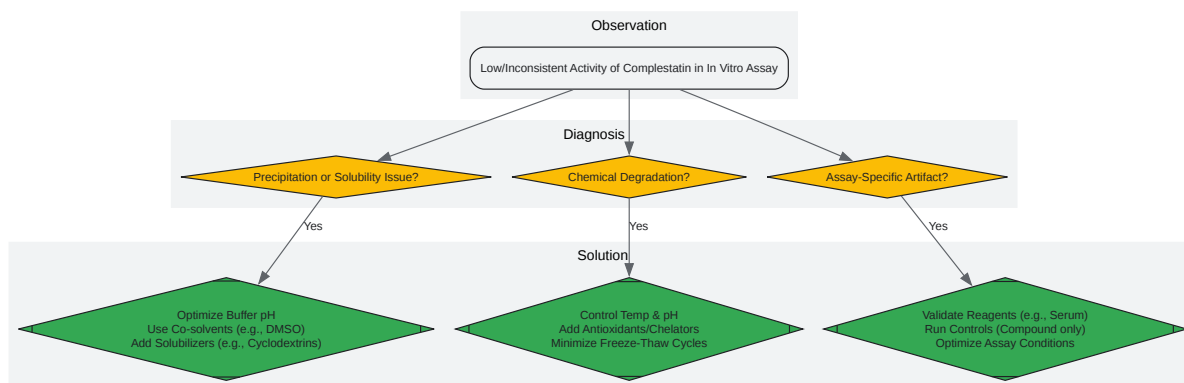 Observation
Low/Inconsistent Activity of Complestatin in In Vitro Assay
Diagnosis
Precipitation or Solubility Issue?
Chemical Degradation?
Assay-Specific Artifact?
Yes
Yes
Yes
Solution
Optimize Buffer pH
Use Co-solvents (e.g., DMSO)
Add Solubilizers (e.g., Cyclodextrins)
Control Temp & pH
Add Antioxidants/Chelators
Minimize Freeze-Thaw Cycles
Validate Reagents (e.g., Serum)
Run Controls (Compound only)
Optimize Assay Conditions